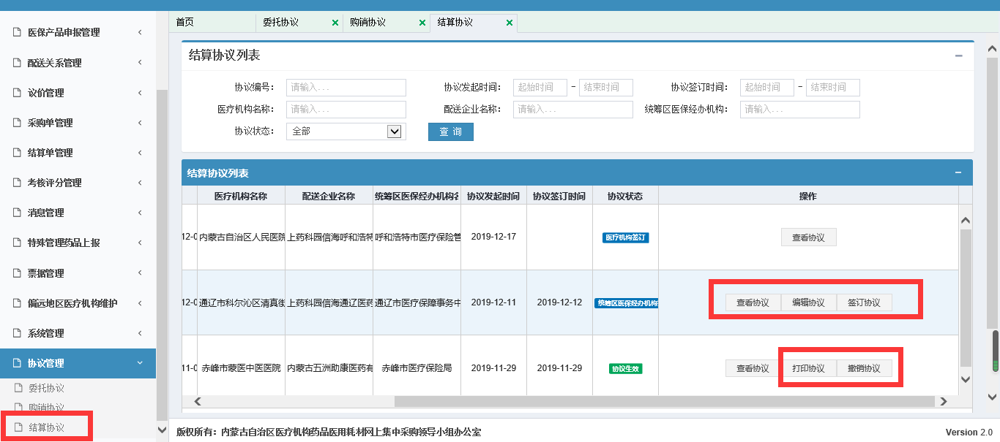 首页 委托协议 购销协议 结算协议
医保产品申报管理
配送关系管理
议价管理
采购单管理
结算单管理
考核评分管理
消息管理
特殊管理药品上报
票据管理
偏远地区医疗机构维护
系统管理
协议管理
委托协议
购销协议
结算协议
结算协议列表
协议编号： 请输入... 协议发起时间： 起始时间 - 结束时间 协议签订时间： 起始时间 - 结束时间
医疗机构名称： 请输入... 配送企业名称： 请输入... 统筹区医保经办机构： 请输入...
协议状态： 全部 查 询
结算协议列表
医疗机构名称 配送企业名称 统筹区医保经办机构名 协议发起时间 协议签订时间 协议状态 操作
12-0 内蒙古自治区人民医院 上药科园信海呼和浩特 呼和浩特市医疗保险管 2019-12-17 医疗机构签订 查看协议
12-0 通辽市科尔沁区清真街 上药科园信海通辽医药 通辽市医疗保障事务中 2019-12-11 2019-12-12 统筹区医保经办机构 查看协议 编辑协议 签订协议
11-0 赤峰市蒙医中医医院 内蒙古五洲助康医药有 赤峰市医疗保险局 2019-11-29 2019-11-29 协议生效 查看协议 打印协议 撤销协议
版权所有：内蒙古自治区医疗机构药品医用耗材网上集中采购领导小组办公室 Version 2.0